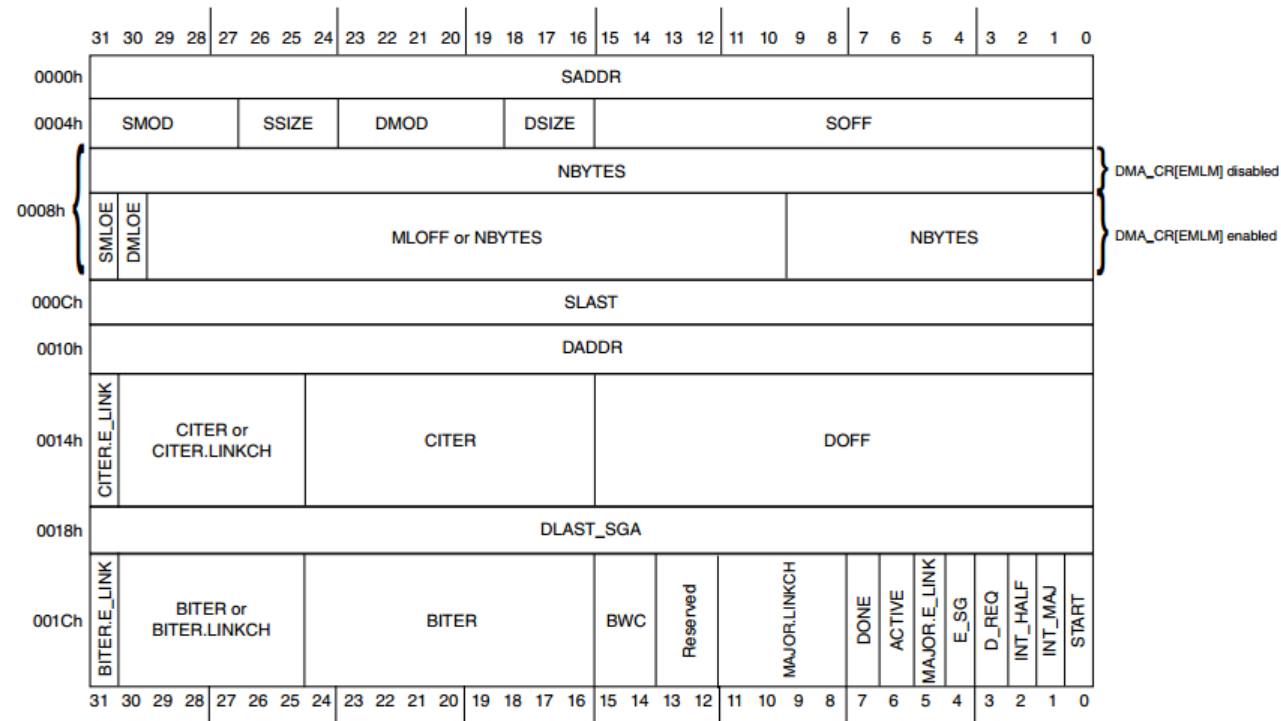 31 30 29 28 27 26 25 24 23 22 21 20 19 18 17 16 15 14 13 12 11 10 9 8 7 6 5 4 3 2 1 0
0000h SADDR
0004h SMOD SSIZE DMOD DSIZE SOFF
NBYTES DMA_CR[EMLM] disabled
0008h
SMLOE DMLOE MLOFF or NBYTES NBYTES DMA_CR[EMLM] enabled
000Ch SLAST
0010h DADDR
0014h CITER.E_LINK CITER or
CITER.LINKCH CITER DOFF
0018h DLAST_SGA
001Ch BITER.E_LINK BITER or
BITER.LINKCH BITER BWC Reserved MAJOR.LINKCH DONE ACTIVE MAJOR.E_LINK E_SG D_REQ INT_HALF INT_MAJ START
31 30 29 28 27 26 25 24 23 22 21 20 19 18 17 16 15 14 13 12 11 10 9 8 7 6 5 4 3 2 1 0